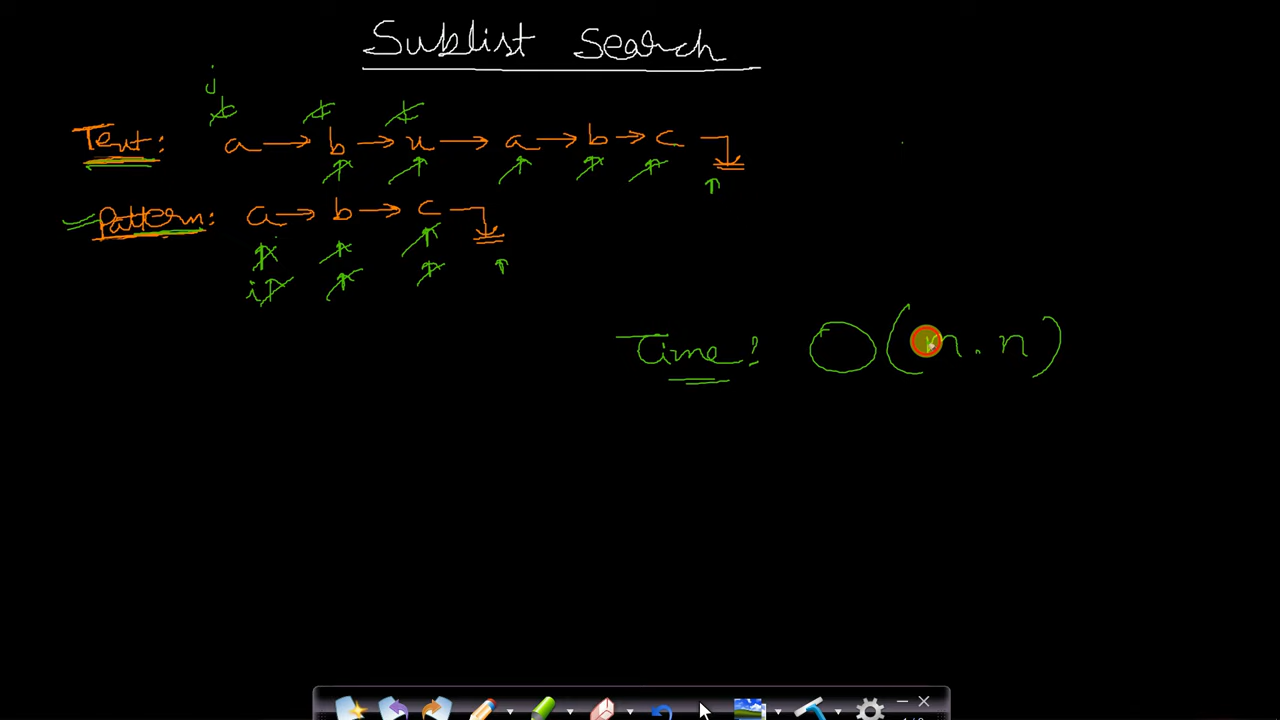 Sublist Search
j
Text: a → b → x → a → b → c
Pattern: a → b → c
i
i
Time: O(m.n)